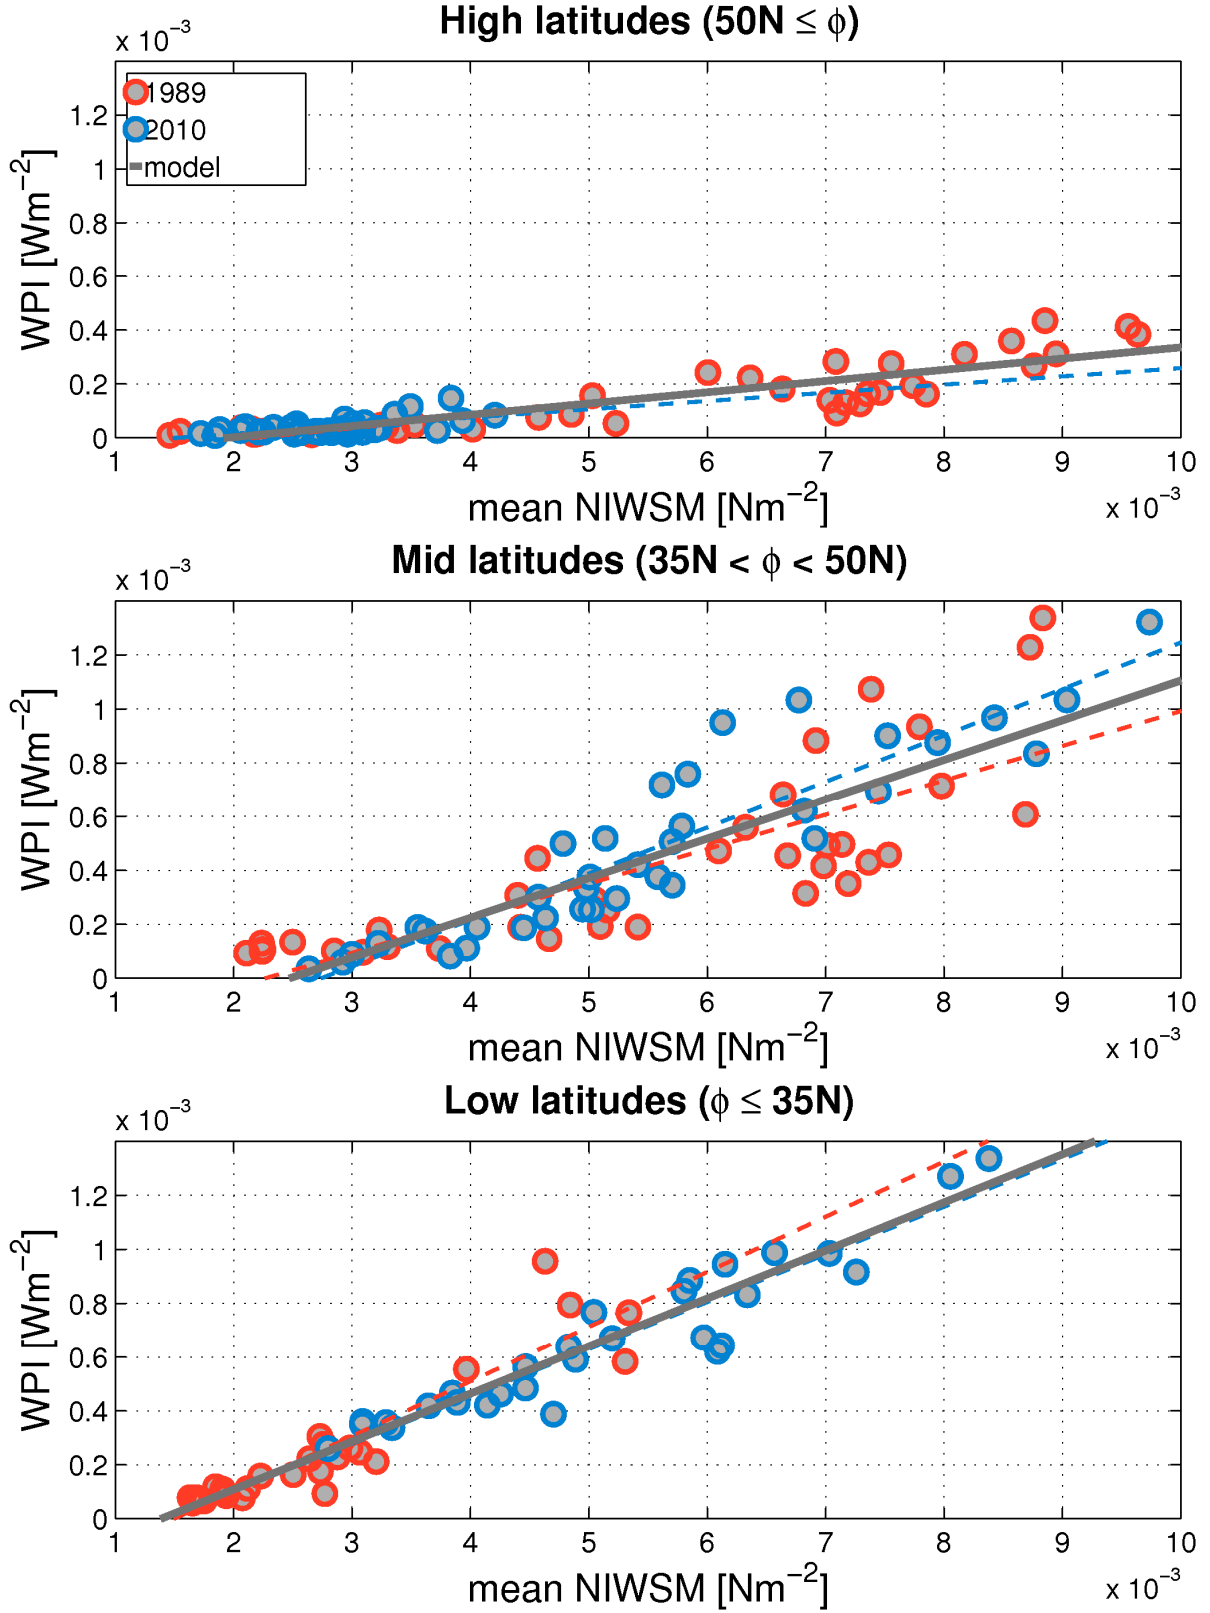 High latitudes (50N ≤ ϕ)
x 10⁻³
1989
2010
model
1.2
1
0.8
0.6
0.4
0.2
0
WPI [Wm⁻²]
1 2 3 4 5 6 7 8 9 10
mean NIWSM [Nm⁻²]
x 10⁻³
Mid latitudes (35N < ϕ < 50N)
x 10⁻³
1.2
1
0.8
0.6
0.4
0.2
0
WPI [Wm⁻²]
1 2 3 4 5 6 7 8 9 10
mean NIWSM [Nm⁻²]
x 10⁻³
Low latitudes (ϕ ≤ 35N)
x 10⁻³
1.2
1
0.8
0.6
0.4
0.2
0
WPI [Wm⁻²]
1 2 3 4 5 6 7 8 9 10
mean NIWSM [Nm⁻²]
x 10⁻³